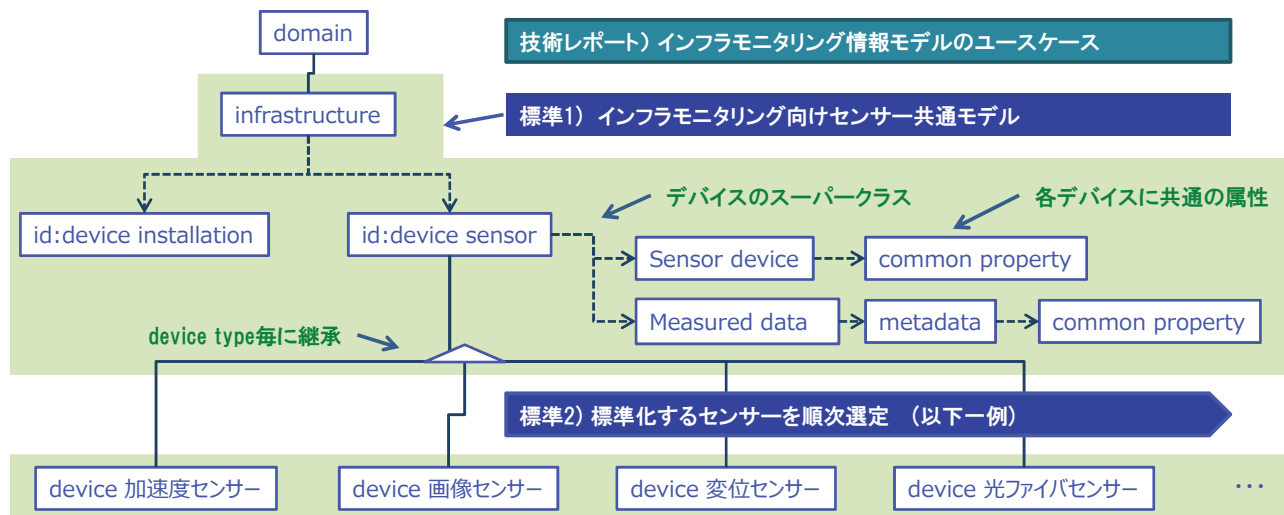 domain
技術レポート) インフラモニタリング情報モデルのユースケース
infrastructure
標準1) インフラモニタリング向けセンサー共通モデル
デバイスのスーパークラス
各デバイスに共通の属性
id:device installation
id:device sensor
Sensor device
common property
Measured data
metadata
common property
device type毎に継承
標準2) 標準化するセンサーを順次選定 (以下一例)
device 加速度センサー
device 画像センサー
device 変位センサー
device 光ファイバセンサー
…